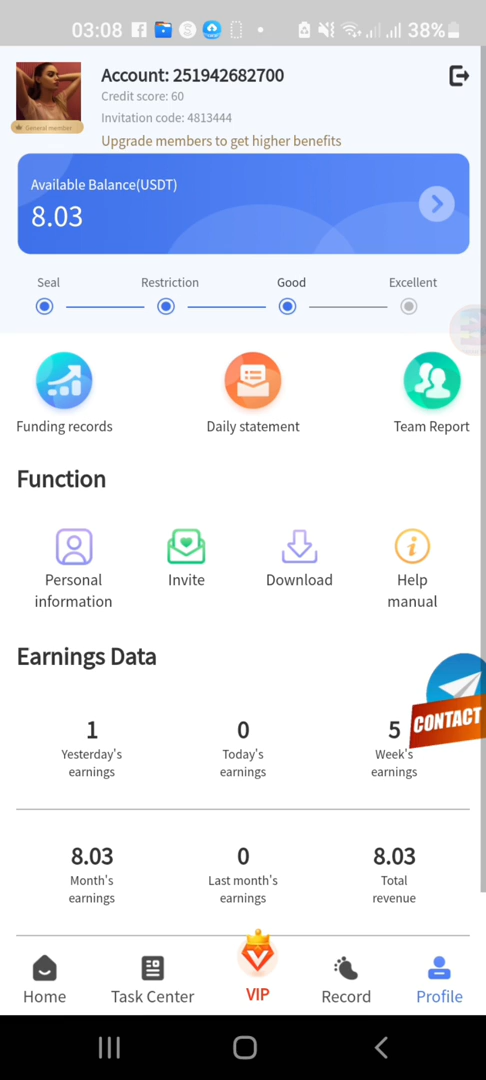 03:08
38%
Account: 251942682700
Credit score: 60
Invitation code: 4813444
General member
Upgrade members to get higher benefits
Available Balance(USDT)
8.03
Seal Restriction Good Excellent
Funding records Daily statement Team Report
Function
Personal information
Invite
Download
Help manual
Earnings Data
1 0 5
Yesterday's earnings
Today's earnings
Week's earnings
CONTACT
8.03 0 8.03
Month's earnings
Last month's earnings
Total revenue
Home Task Center VIP Record Profile